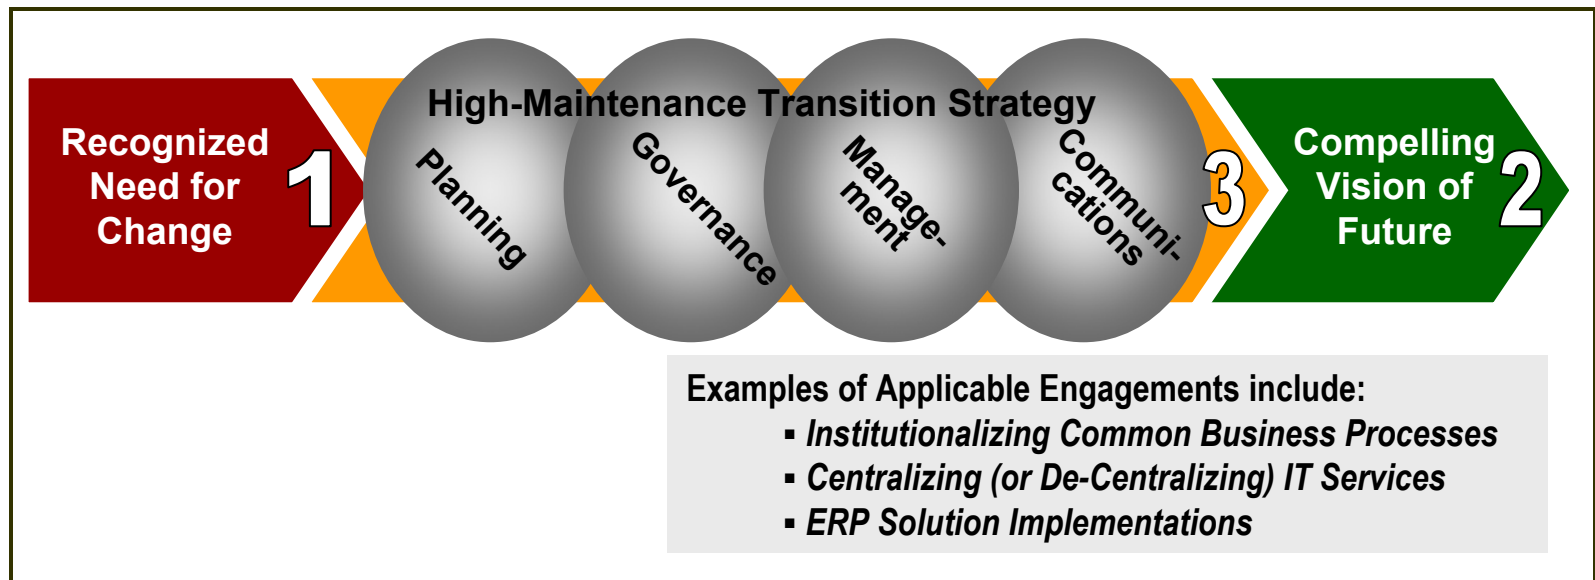 High-Maintenance Transition Strategy
Recognized
Need for
Change
1
Planning
Governance
Manage-
ment
Communi-
cations
3
Compelling
Vision of
Future
2
Examples of Applicable Engagements include:
▪ Institutionalizing Common Business Processes
▪ Centralizing (or De-Centralizing) IT Services
▪ ERP Solution Implementations